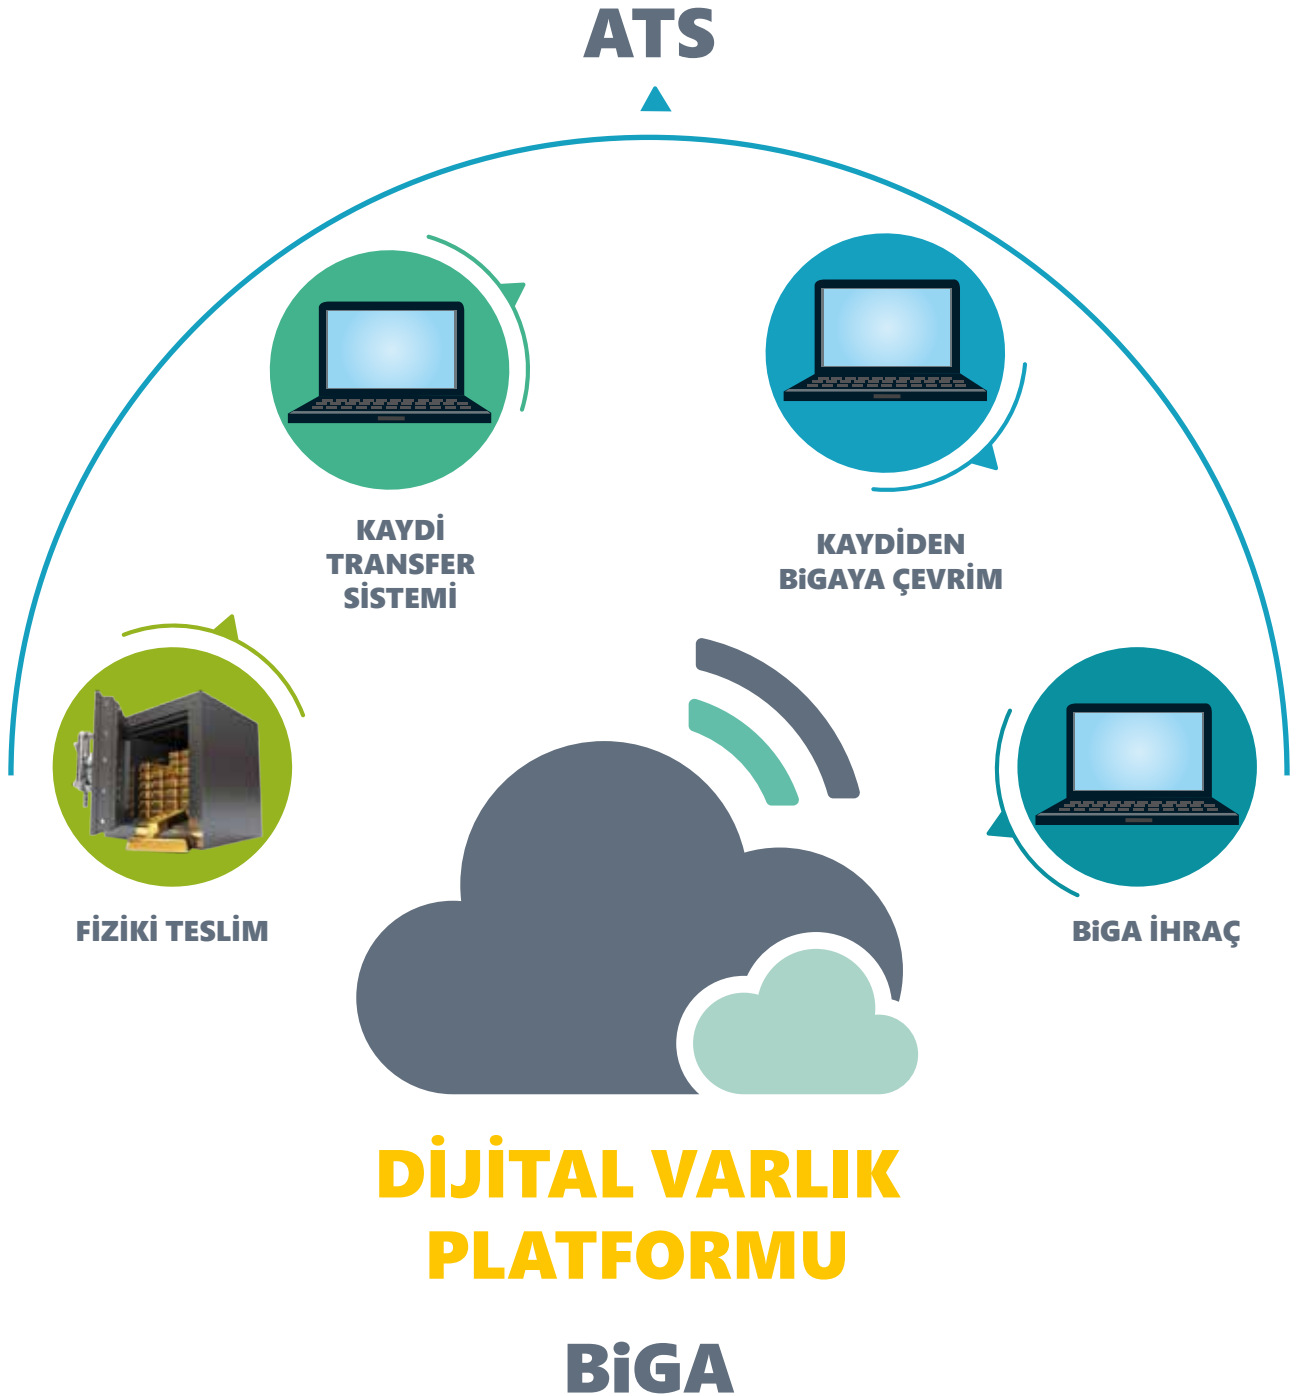 ATS
KAYDİ
TRANSFER
SİSTEMİ
KAYDİDEN
BiGAYA ÇEVRİM
FİZİKİ TESLİM
BiGA İHRAÇ
DİJİTAL VARLIK
PLATFORMU
BiGA